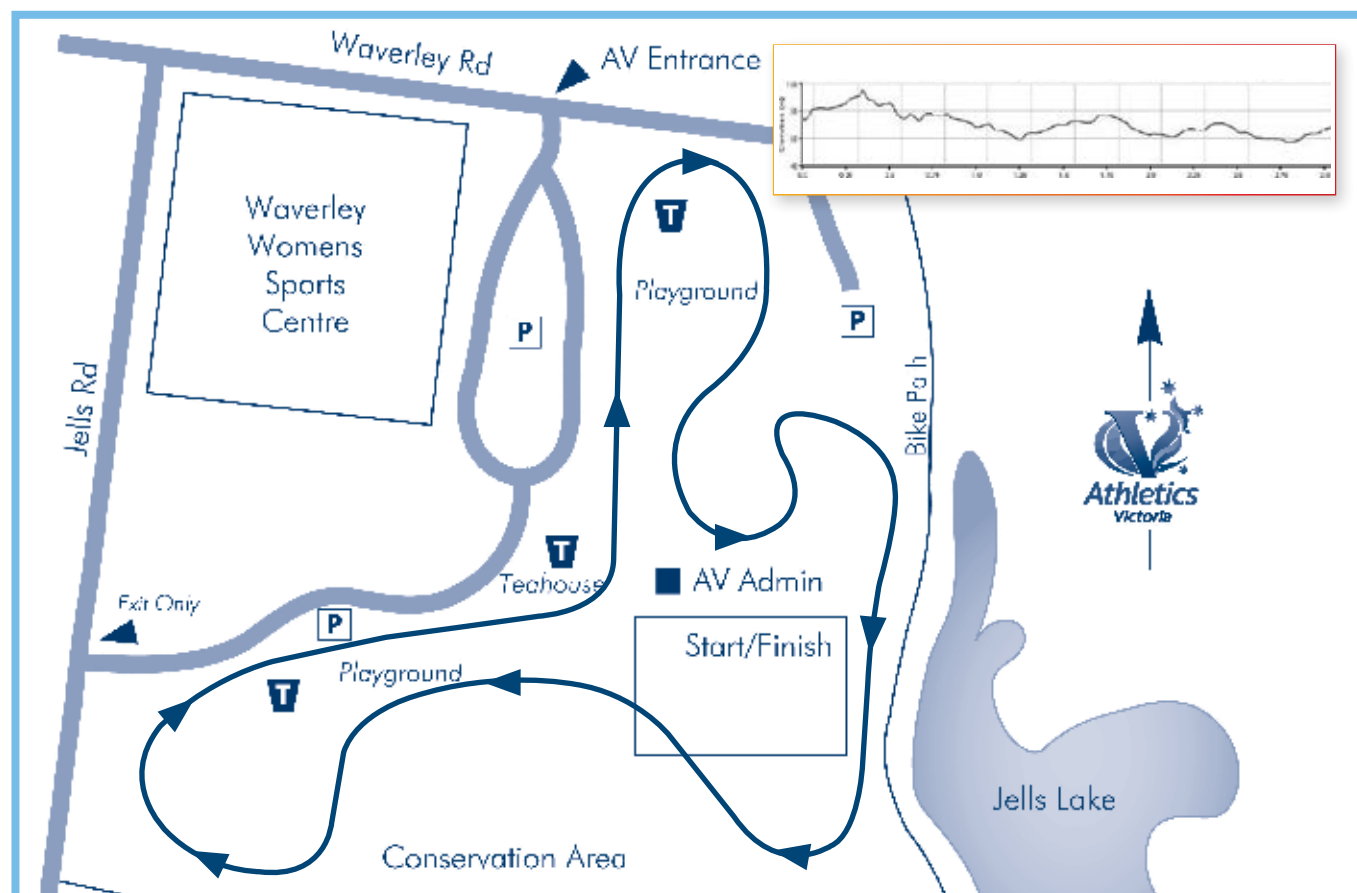 Waverley Rd
AV Entrance
Waverley
Womens
Sports
Centre
T
Playground
P
P
Jells Rd
Bike Pa h
Athletics
Victoria
T
Teahouse
AV Admin
Exit Only
P
Start/Finish
Playground
T
Jells Lake
Conservation Area